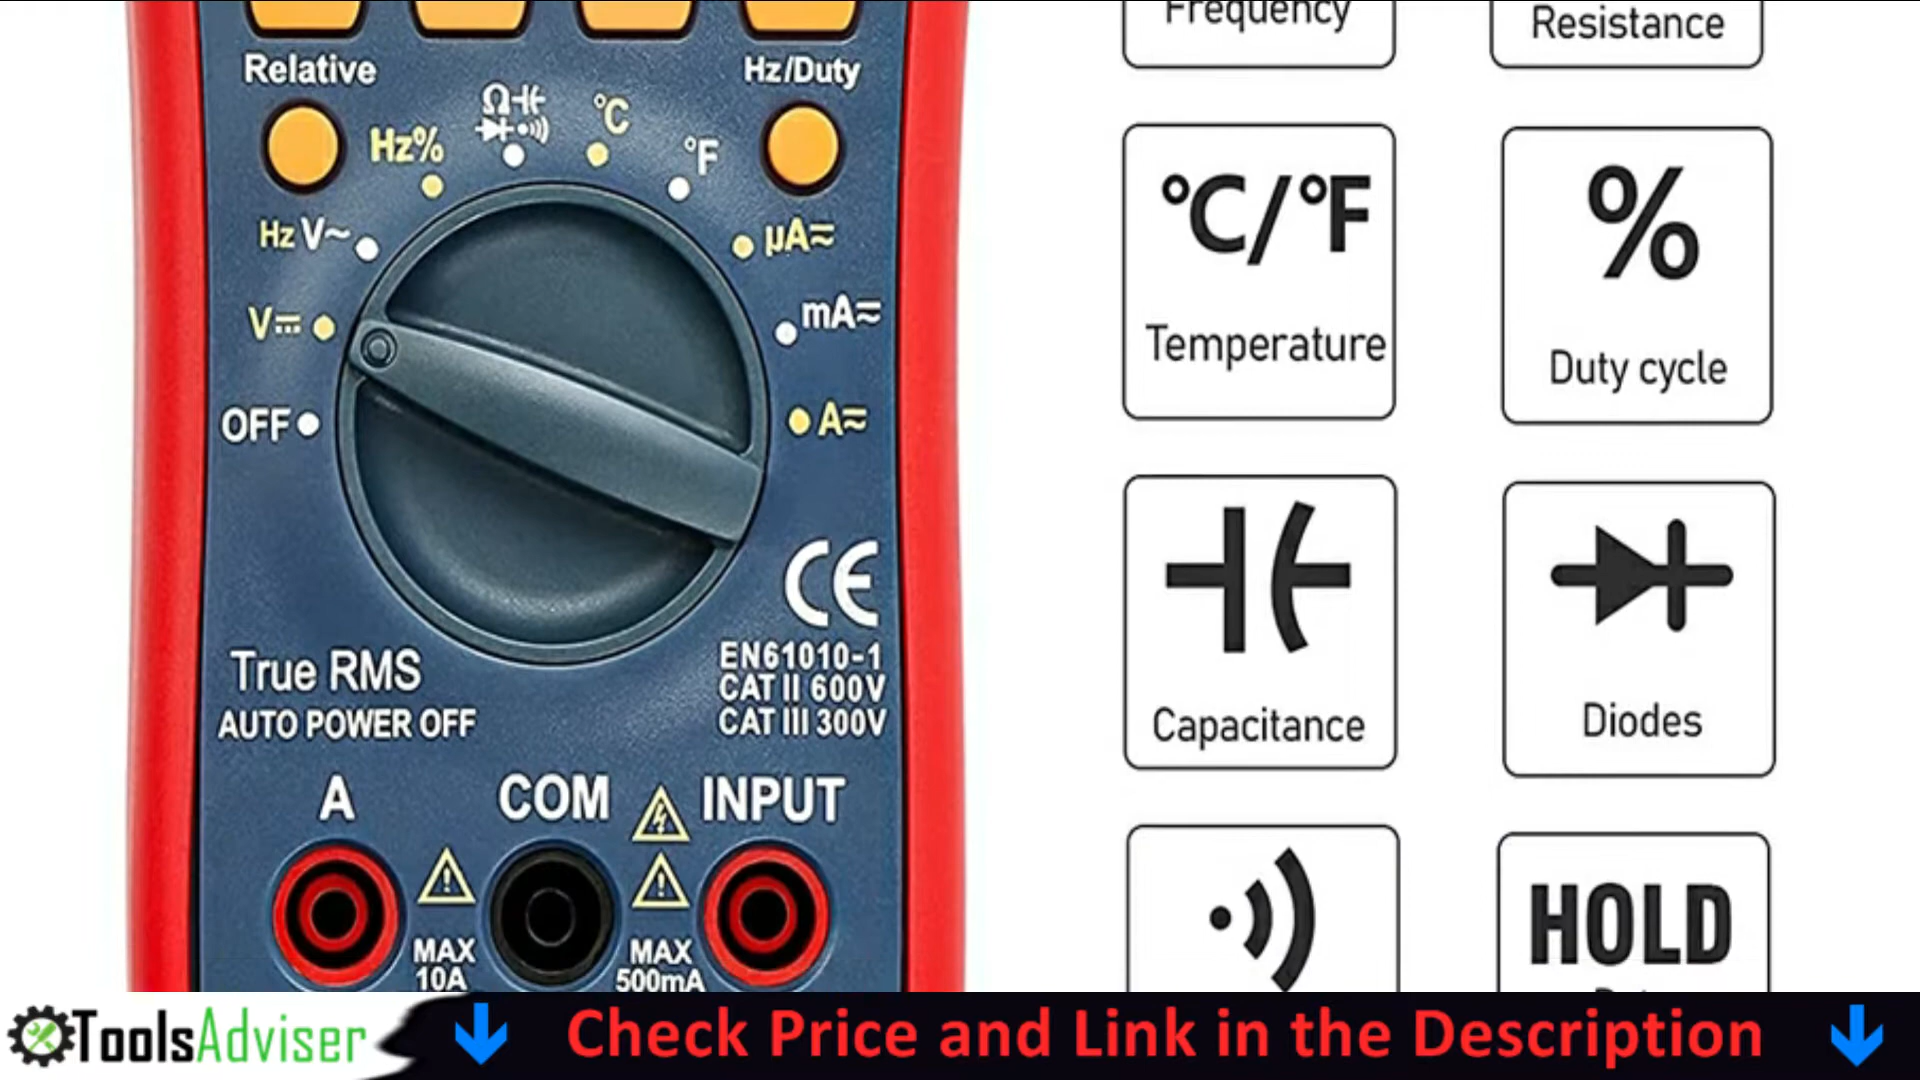 Relative
Hz/Duty
Hz%
Ω
°C
°F
Hz V~
μA≂
V⎓
mA≂
OFF
A≂
CE
True RMS
AUTO POWER OFF
EN61010-1
CAT II 600V
CAT III 300V
A
COM
INPUT
MAX
10A
MAX
500mA
Frequency
Resistance
°C/°F
Temperature
%
Duty cycle
Capacitance
Diodes
HOLD
ToolsAdviser
Check Price and Link in the Description